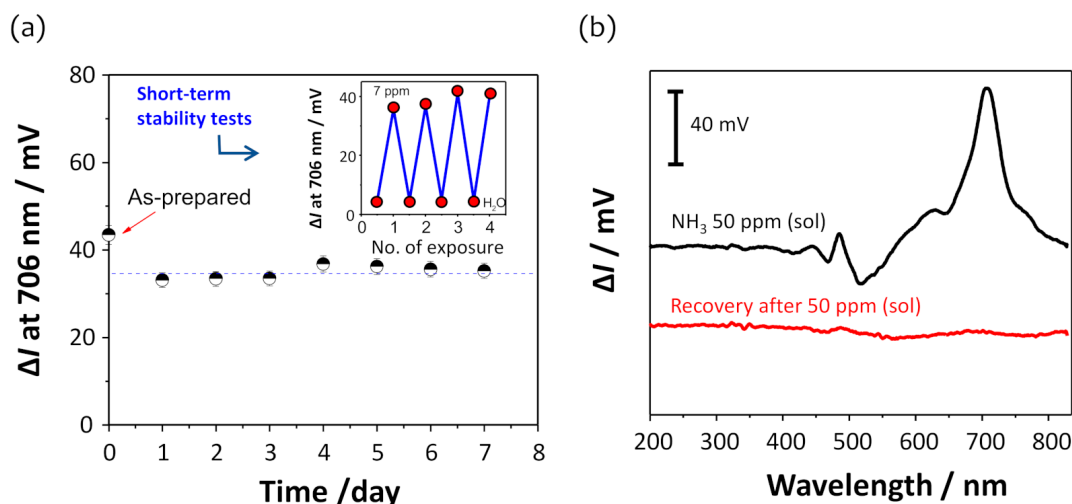 (a)
(b)
ΔI at 706 nm / mV
80
60
40
20
0
0 1 2 3 4 5 6 7 8
Time /day
Short-term
stability tests
As-prepared
ΔI at 706 nm / mV
40
20
0
7 ppm
H₂O
0 1 2 3 4
No. of exposure
ΔI / mV
40 mV
NH₃ 50 ppm (sol)
Recovery after 50 ppm (sol)
200 300 400 500 600 700 800
Wavelength / nm